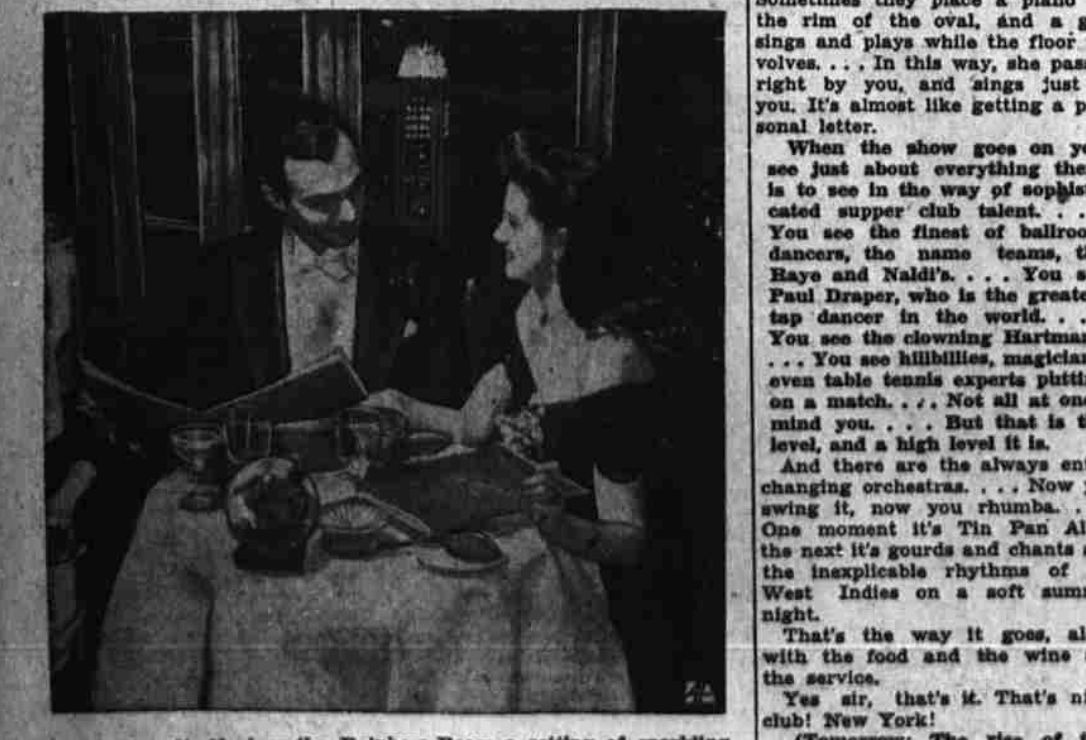 the rim of the oval, and a
sings and plays while the floor
volves. . . . In this way, she pass
right by you, and sings just
you. It's almost like getting a p
sonal letter.
When the show goes on yo
see just about everything the
is to see in the way of sophis
cated supper club talent. . .
You see the finest of ballroo
dancers, the name teams, t
Raye and Naldi's. . . . You s
Paul Draper, who is the greate
tap dancer in the world. . .
You see the clowning Hartman
. . . You see hillbillies, magician
even table tennis experts putti
on a match. . . . Not all at on
mind you. . . . But that is t
level, and a high level it is.
And there are the always ent
changing orchestras. . . . Now
swing it, now you rhumba. .
One moment it's Tin Pan Al
the next it's gourds and chants
the inexplicable rhythms of
West Indies on a soft summ
night.
That's the way it goes, al
with the food and the wine
the service.
Yes sir, that's it. That's n
club! New York!